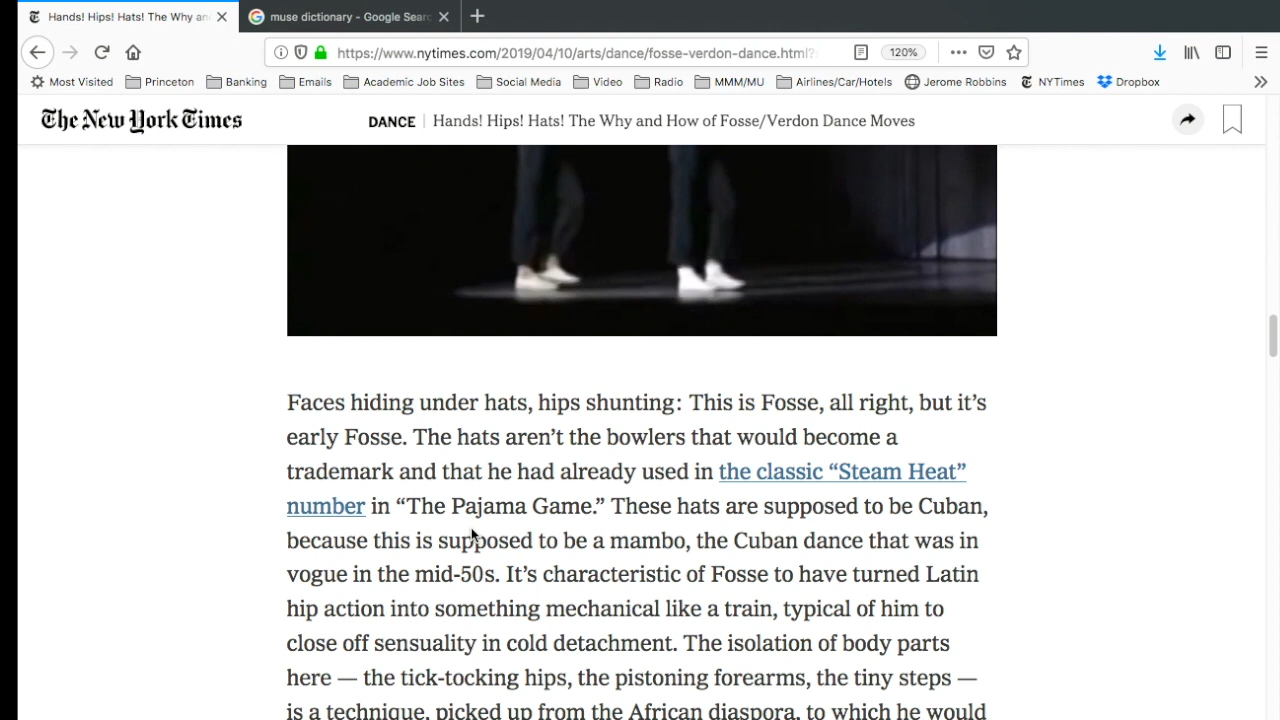 Hands! Hips! Hats! The Why an
muse dictionary - Google Searc
https://www.nytimes.com/2019/04/10/arts/dance/fosse-verdon-dance.html?
120%
Most Visited Princeton Banking Emails Academic Job Sites Social Media Video Radio MMM/MU Airlines/Car/Hotels Jerome Robbins NYTimes Dropbox
The New York Times
DANCE Hands! Hips! Hats! The Why and How of Fosse/Verdon Dance Moves
Faces hiding under hats, hips shunting: This is Fosse, all right, but it’s
early Fosse. The hats aren’t the bowlers that would become a
trademark and that he had already used in the classic “Steam Heat”
number in “The Pajama Game.” These hats are supposed to be Cuban,
because this is supposed to be a mambo, the Cuban dance that was in
vogue in the mid-50s. It’s characteristic of Fosse to have turned Latin
hip action into something mechanical like a train, typical of him to
close off sensuality in cold detachment. The isolation of body parts
here — the tick-tocking hips, the pistoning forearms, the tiny steps —
is a technique, picked up from the African diaspora, to which he would